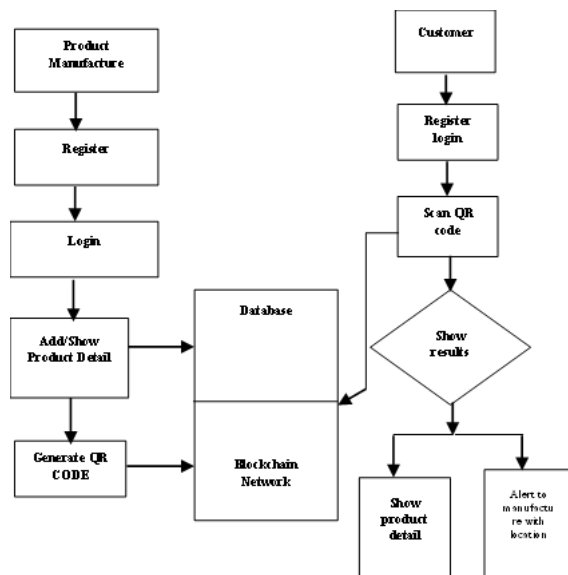 Product
Manufacture
Register
Login
Add/Show
Product Detail
Generate QR
CODE
Database
Blockchain
Network
Customer
Register
login
Scan QR
code
Show
results
Show
product
detail
Alert to
manufactu
re with
location